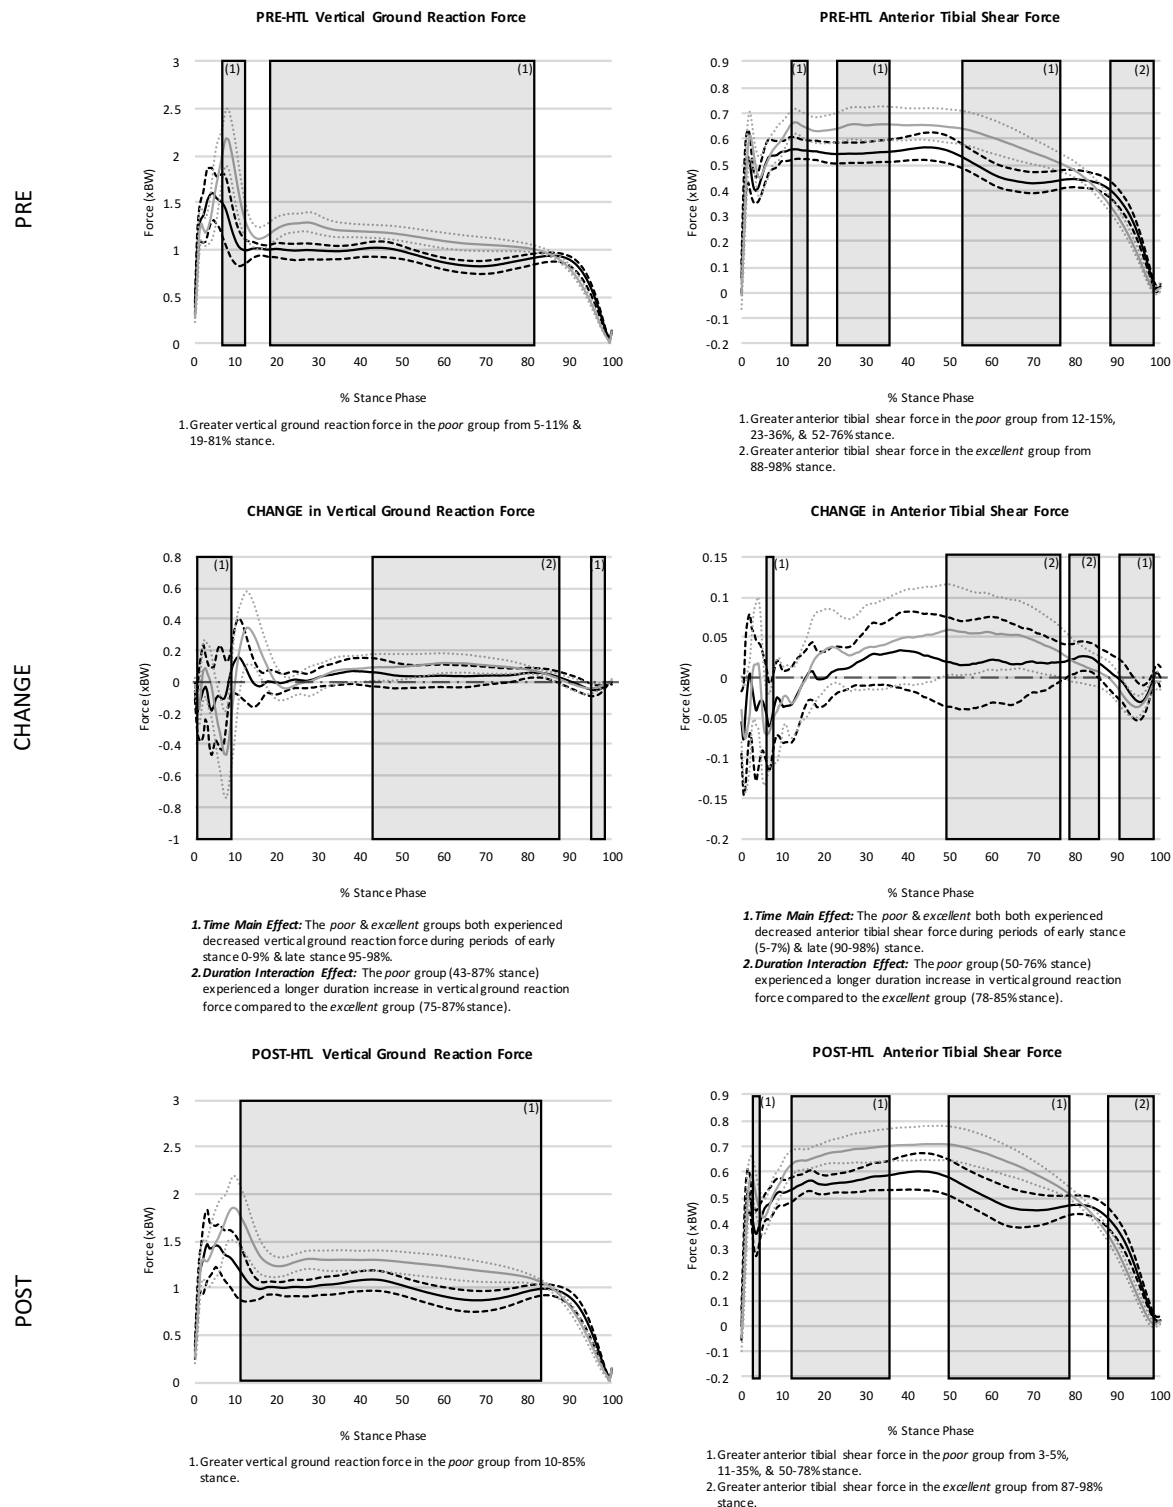 PRE-HTL Vertical Ground Reaction Force
PRE
Force (xBW)
3
2.5
2
1.5
1
0.5
0
(1)
(1)
0 10 20 30 40 50 60 70 80 90 100
% Stance Phase
1. Greater vertical ground reaction force in the poor group from 5-11% &
19-81% stance.
PRE-HTL Anterior Tibial Shear Force
Force (xBW)
0.9
0.8
0.7
0.6
0.5
0.4
0.3
0.2
0.1
0
-0.1
-0.2
(1)
(1)
(1)
(2)
0 10 20 30 40 50 60 70 80 90 100
% Stance Phase
1. Greater anterior tibial shear force in the poor group from 12-15%,
23-36%, & 52-76% stance.
2. Greater anterior tibial shear force in the excellent group from
88-98% stance.
CHANGE in Vertical Ground Reaction Force
CHANGE
Force (xBW)
0.8
0.6
0.4
0.2
0
-0.2
-0.4
-0.6
-0.8
-1
(1)
(2)
(1)
0 10 20 30 40 50 60 70 80 90 100
% Stance Phase
1. Time Main Effect: The poor & excellent groups both experienced
decreased vertical ground reaction force during periods of early
stance 0-9% & late stance 95-98%.
2. Duration Interaction Effect: The poor group (43-87% stance)
experienced a longer duration increase in vertical ground reaction
force compared to the excellent group (75-87% stance).
CHANGE in Anterior Tibial Shear Force
Force (xBW)
0.15
0.1
0.05
0
-0.05
-0.1
-0.15
-0.2
(1)
(2)
(2)
(1)
0 10 20 30 40 50 60 70 80 90 100
% Stance Phase
1. Time Main Effect: The poor & excellent both both experienced
decreased anterior tibial shear force during periods of early stance
(5-7%) & late (90-98%) stance.
2. Duration Interaction Effect: The poor group (50-76% stance)
experienced a longer duration increase in vertical ground reaction
force compared to the excellent group (78-85% stance).
POST-HTL Vertical Ground Reaction Force
POST
Force (xBW)
3
2.5
2
1.5
1
0.5
0
(1)
0 10 20 30 40 50 60 70 80 90 100
% Stance Phase
1. Greater vertical ground reaction force in the poor group from 10-85%
stance.
POST-HTL Anterior Tibial Shear Force
Force (xBW)
0.9
0.8
0.7
0.6
0.5
0.4
0.3
0.2
0.1
0
-0.1
-0.2
(1)
(1)
(1)
(2)
0 10 20 30 40 50 60 70 80 90 100
% Stance Phase
1. Greater anterior tibial shear force in the poor group from 3-5%,
11-35%, & 50-78% stance.
2. Greater anterior tibial shear force in the excellent group from 87-98%
stance.